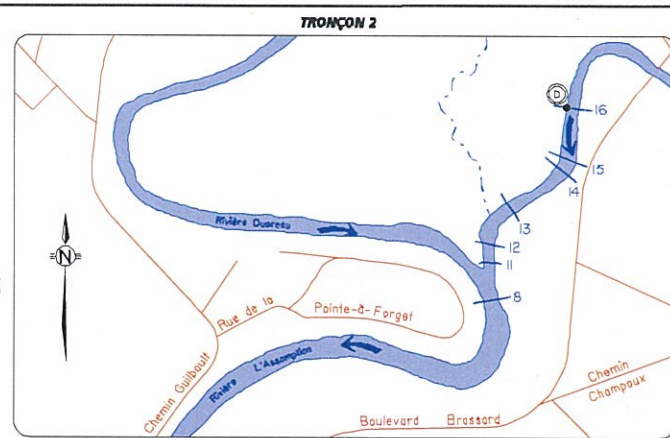 TRONÇON 2
D
16
15
14
13
12
11
8
Rivière Ouareau
N
Rue de la
Pointe-à-Forget
Chemin Guilbault
Rivière L'Assomption
Boulevard Brassard
Chemin
Champoux